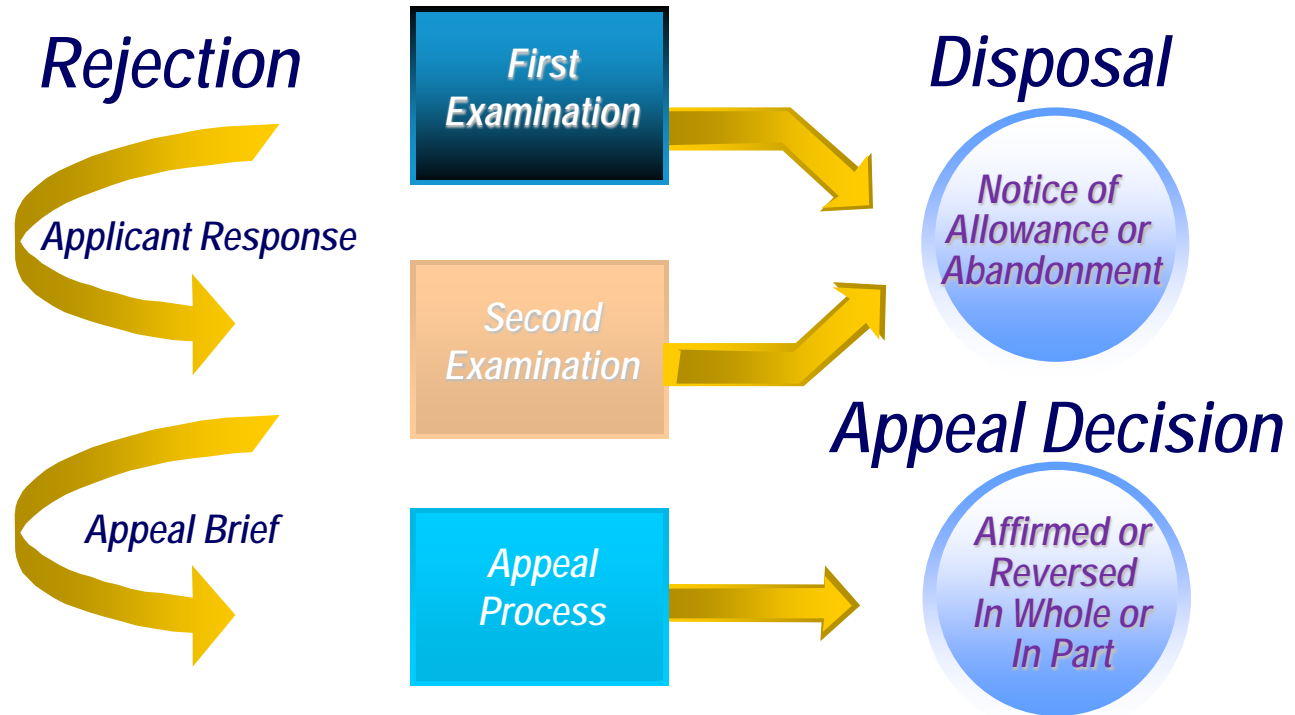 Rejection
First
Examination
Disposal
Applicant Response
Notice of
Allowance or
Abandonment
Second
Examination
Appeal Decision
Appeal Brief
Appeal
Process
Affirmed or
Reversed
In Whole or
In Part